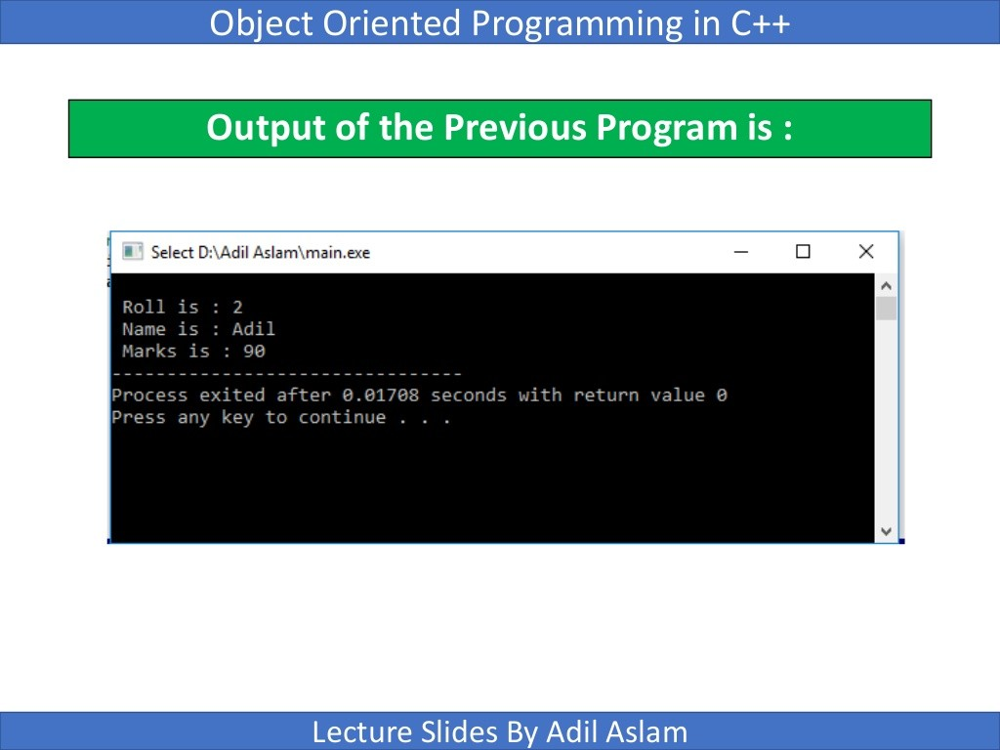 Object Oriented Programming in C++
Output of the Previous Program is :
Select D:\Adil Aslam\main.exe
Roll is : 2
Name is : Adil
Marks is : 90
--------------------------------
Process exited after 0.01708 seconds with return value 0
Press any key to continue . . .
Lecture Slides By Adil Aslam